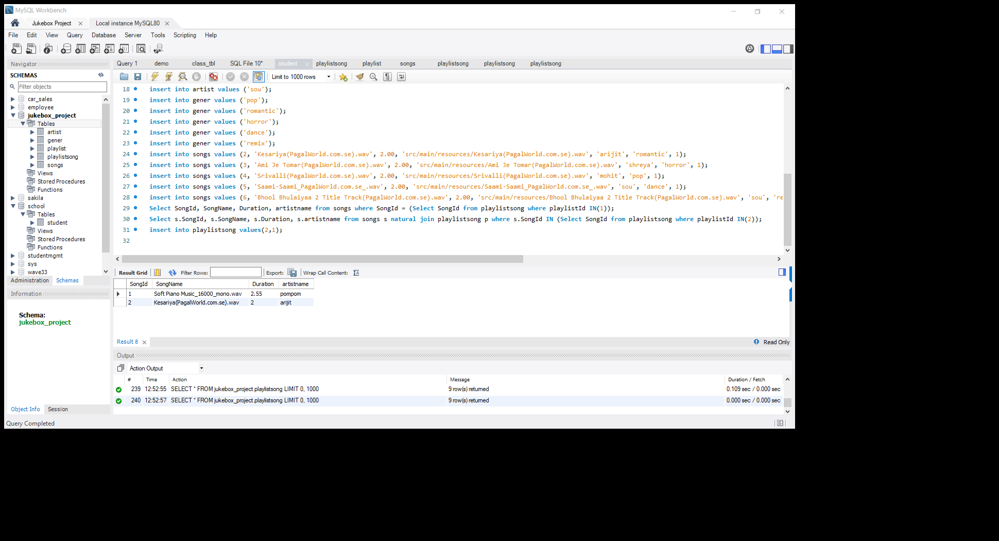 MySQL Workbench
Jukebox Project
Local instance MySQL80
File Edit View Query Database Server Tools Scripting Help
Navigator
SCHEMAS
Filter objects
car_sales
employee
jukebox_project
Tables
artist
gener
playlist
playlistsong
songs
Views
Stored Procedures
Functions
sakila
school
Tables
student
Views
Stored Procedures
Functions
studentmgmt
sys
wave33
Administration Schemas
Information
Schema:
jukebox_project
Object Info Session
Query Completed
Query 1 demo class_tbl SQL File 10* student playlistsong playlist songs playlistsong playlistsong playlistsong
Limit to 1000 rows
18 insert into artist values ('sou');
19 insert into gener values ('pop');
20 insert into gener values ('romantic');
21 insert into gener values ('horror');
22 insert into gener values ('dance');
23 insert into gener values ('remix');
24 insert into songs values (2, 'Kesariya(PagalWorld.com.se).wav', 2.00, 'src/main/resources/Kesariya(PagalWorld.com.se).wav', 'arijit', 'romantic', 1);
25 insert into songs values (3, 'Ami Je Tomar(PagalWorld.com.se).wav', 2.00, 'src/main/resources/Ami Je Tomar(PagalWorld.com.se).wav', 'shreya', 'horror', 1);
26 insert into songs values (4, 'Srivalli(PagalWorld.com.se).wav', 2.00, 'src/main/resources/Srivalli(PagalWorld.com.se).wav', 'mohit', 'pop', 1);
27 insert into songs values (5, 'Saami-Saami_PagalWorld.com.se_.wav', 2.00, 'src/main/resources/Saami-Saami_PagalWorld.com.se_.wav', 'sou', 'dance', 1);
28 insert into songs values (6, 'Bhool Bhulaiyaa 2 Title Track(PagalWorld.com.se).wav', 2.00, 'src/main/resources/Bhool Bhulaiyaa 2 Title Track(PagalWorld.com.se).wav', 'sou', 're
29 Select SongId, SongName, Duration, artistname from songs where SongId = (Select SongId from playlistsong where playlistId IN(1));
30 Select s.SongId, s.SongName, s.Duration, s.artistname from songs s natural join playlistsong p where s.SongId IN (Select SongId from playlistsong where playlistId IN(2));
31 insert into playlistsong values(2,1);
32
Result Grid Filter Rows: Export: Wrap Cell Content:
SongId SongName Duration artistname
1 Soft Piano Music_16000_mono.wav 2.55 pompom
2 Kesariya(PagalWorld.com.se).wav 2 arijit
Result 8 Read Only
Output
Action Output
# Time Action Message Duration / Fetch
239 12:52:55 SELECT * FROM jukebox_project.playlistsong LIMIT 0, 1000 9 row(s) returned 0.109 sec / 0.000 sec
240 12:52:57 SELECT * FROM jukebox_project.playlistsong LIMIT 0, 1000 9 row(s) returned 0.000 sec / 0.000 sec